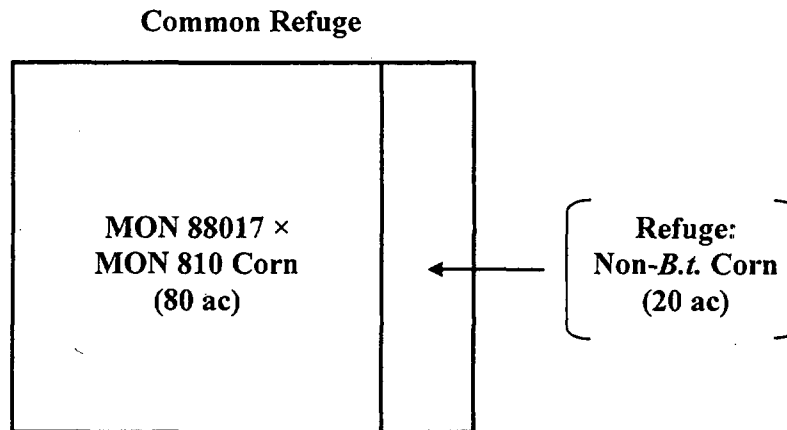 Common Refuge
MON 88017 ×
MON 810 Corn
(80 ac)
Refuge:
Non-B.t. Corn
(20 ac)